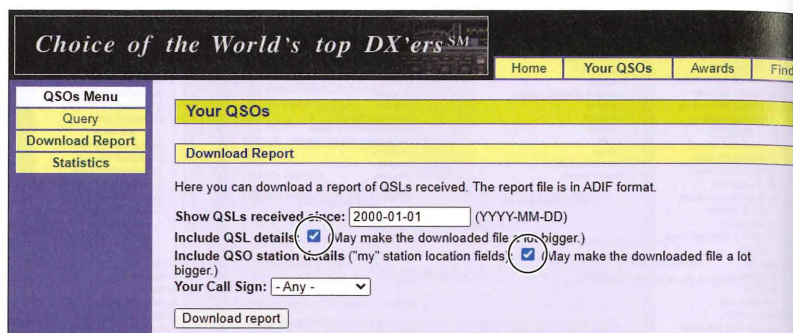 Choice of the World's top DX'ers SM
Home Your QSOs Awards Find
QSOs Menu
Query
Download Report
Statistics
Your QSOs
Download Report
Here you can download a report of QSLs received. The report file is in ADIF format.
Show QSLs received since: 2000-01-01 (YYYY-MM-DD)
Include QSL details: (May make the downloaded file a lot bigger.)
Include QSO station details ("my" station location fields): (May make the downloaded file a lot
bigger.)
Your Call Sign: - Any -
Download report